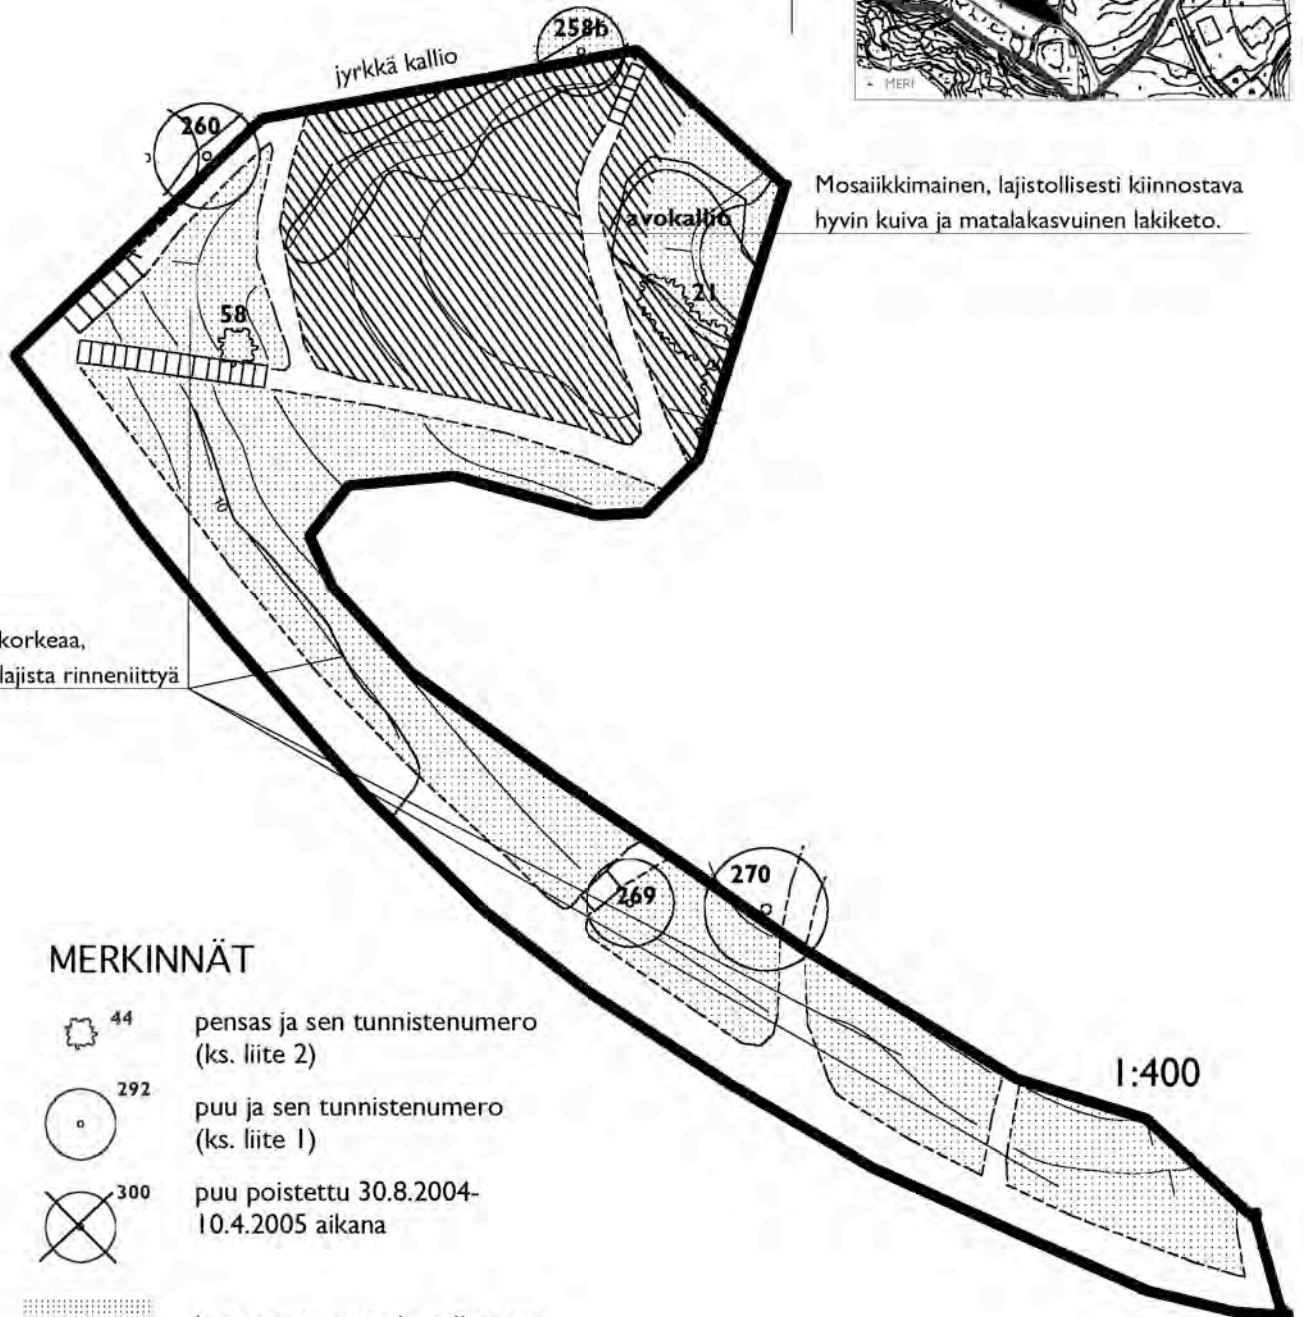 258b
jyrkkä kallio
MERI
260
Mosaiikkimainen, lajistollisesti kiinnostava
hyvin kuiva ja matalakasvuinen lakiketo.
avokallio
21
58
10
korkeaa,
lajista rinneniittyä
270
269
MERKINNÄT
1:400
44
pensas ja sen tunnistenumero
(ks. liite 2)
292
puu ja sen tunnistenumero
(ks. liite 1)
300
puu poistettu 30.8.2004-
10.4.2005 aikana